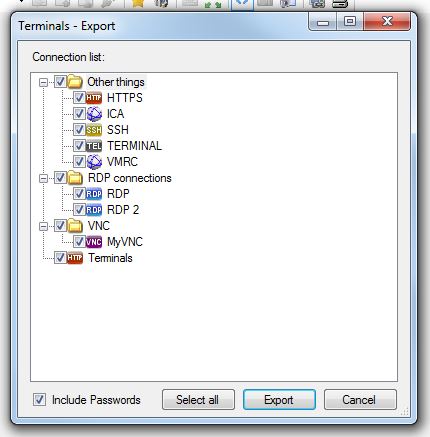 Terminals - Export
Connection list:
Other things
HTTP HTTPS
ICA
SSH SSH
TEL TERMINAL
VMRC
RDP connections
RDP RDP
RDP RDP 2
VNC
VNC MyVNC
HTTP Terminals
Include Passwords Select all Export Cancel